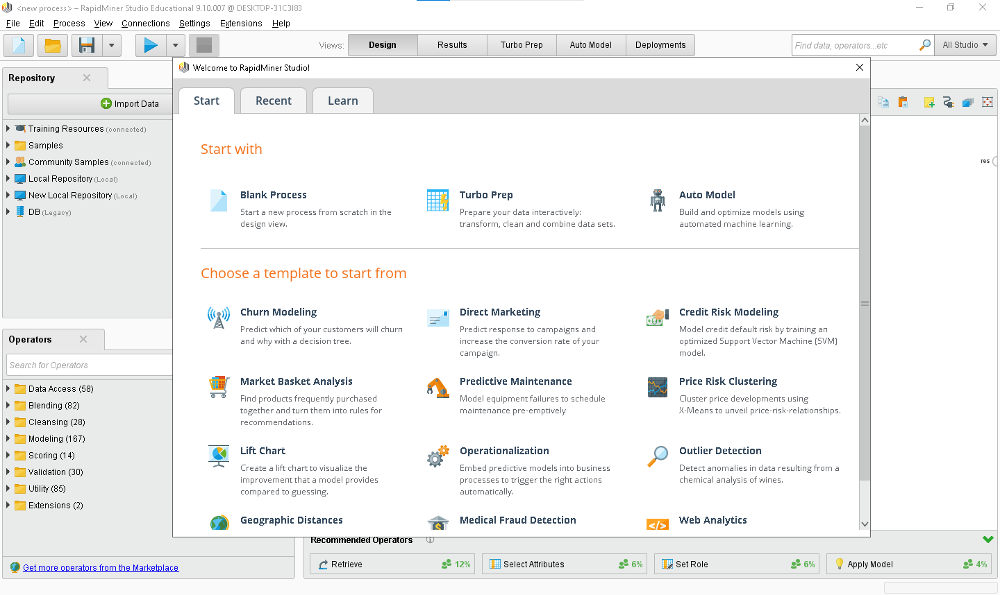 <new process> – RapidMiner Studio Educational 9.10.007 @ DESKTOP-31C3I83
File Edit Process View Connections Settings Extensions Help
Views: Design Results Turbo Prep Auto Model Deployments Find data, operators...etc All Studio
Welcome to RapidMiner Studio!
Repository
Start Recent Learn
Import Data
Training Resources (connected)
Samples
Community Samples (connected)
Local Repository (Local)
New Local Repository (Local)
DB (Legacy)
res
Start with
Blank Process
Start a new process from scratch in the
design view.
Turbo Prep
Prepare your data interactively:
transform, clean and combine data sets.
Auto Model
Build and optimize models using
automated machine learning.
Choose a template to start from
Churn Modeling
Predict which of your customers will churn
and why with a decision tree.
Direct Marketing
Predict response to campaigns and
increase the conversion rate of your
campaign.
Credit Risk Modeling
Model credit default risk by training an
optimized Support Vector Machine (SVM)
model.
Market Basket Analysis
Find products frequently purchased
together and turn them into rules for
recommendations.
Predictive Maintenance
Model equipment failures to schedule
maintenance pre-emptively
Price Risk Clustering
Cluster price developments using
X-Means to unveil price-risk-relationships.
Lift Chart
Create a lift chart to visualize the
improvement that a model provides
compared to guessing.
Operationalization
Embed predictive models into business
processes to trigger the right actions
automatically.
Outlier Detection
Detect anomalies in data resulting from a
chemical analysis of wines.
Geographic Distances
Medical Fraud Detection
Web Analytics
Operators
Search for Operators
Data Access (58)
Blending (82)
Cleansing (28)
Modeling (167)
Scoring (14)
Validation (30)
Utility (85)
Extensions (2)
Get more operators from the Marketplace
Recommended Operators
Retrieve 12%
Select Attributes 6%
Set Role 6%
Apply Model 4%